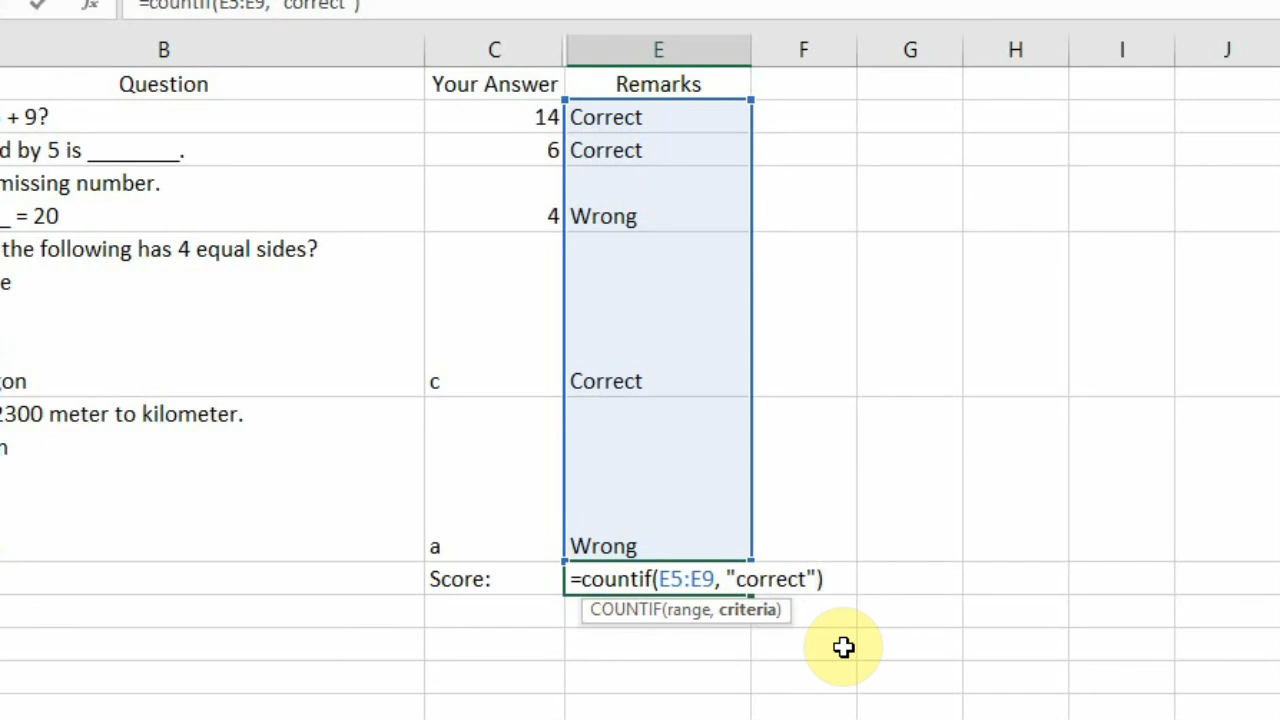 fx =countif(E5:E9, "correct")
B C E F G H I J
Question Your Answer Remarks
+ 9? 14 Correct
d by 5 is ________. 6 Correct
missing number.
_ = 20 4 Wrong
the following has 4 equal sides?
e
gon c Correct
2300 meter to kilometer.
a Wrong
Score: =countif(E5:E9, "correct")
COUNTIF(range, criteria)